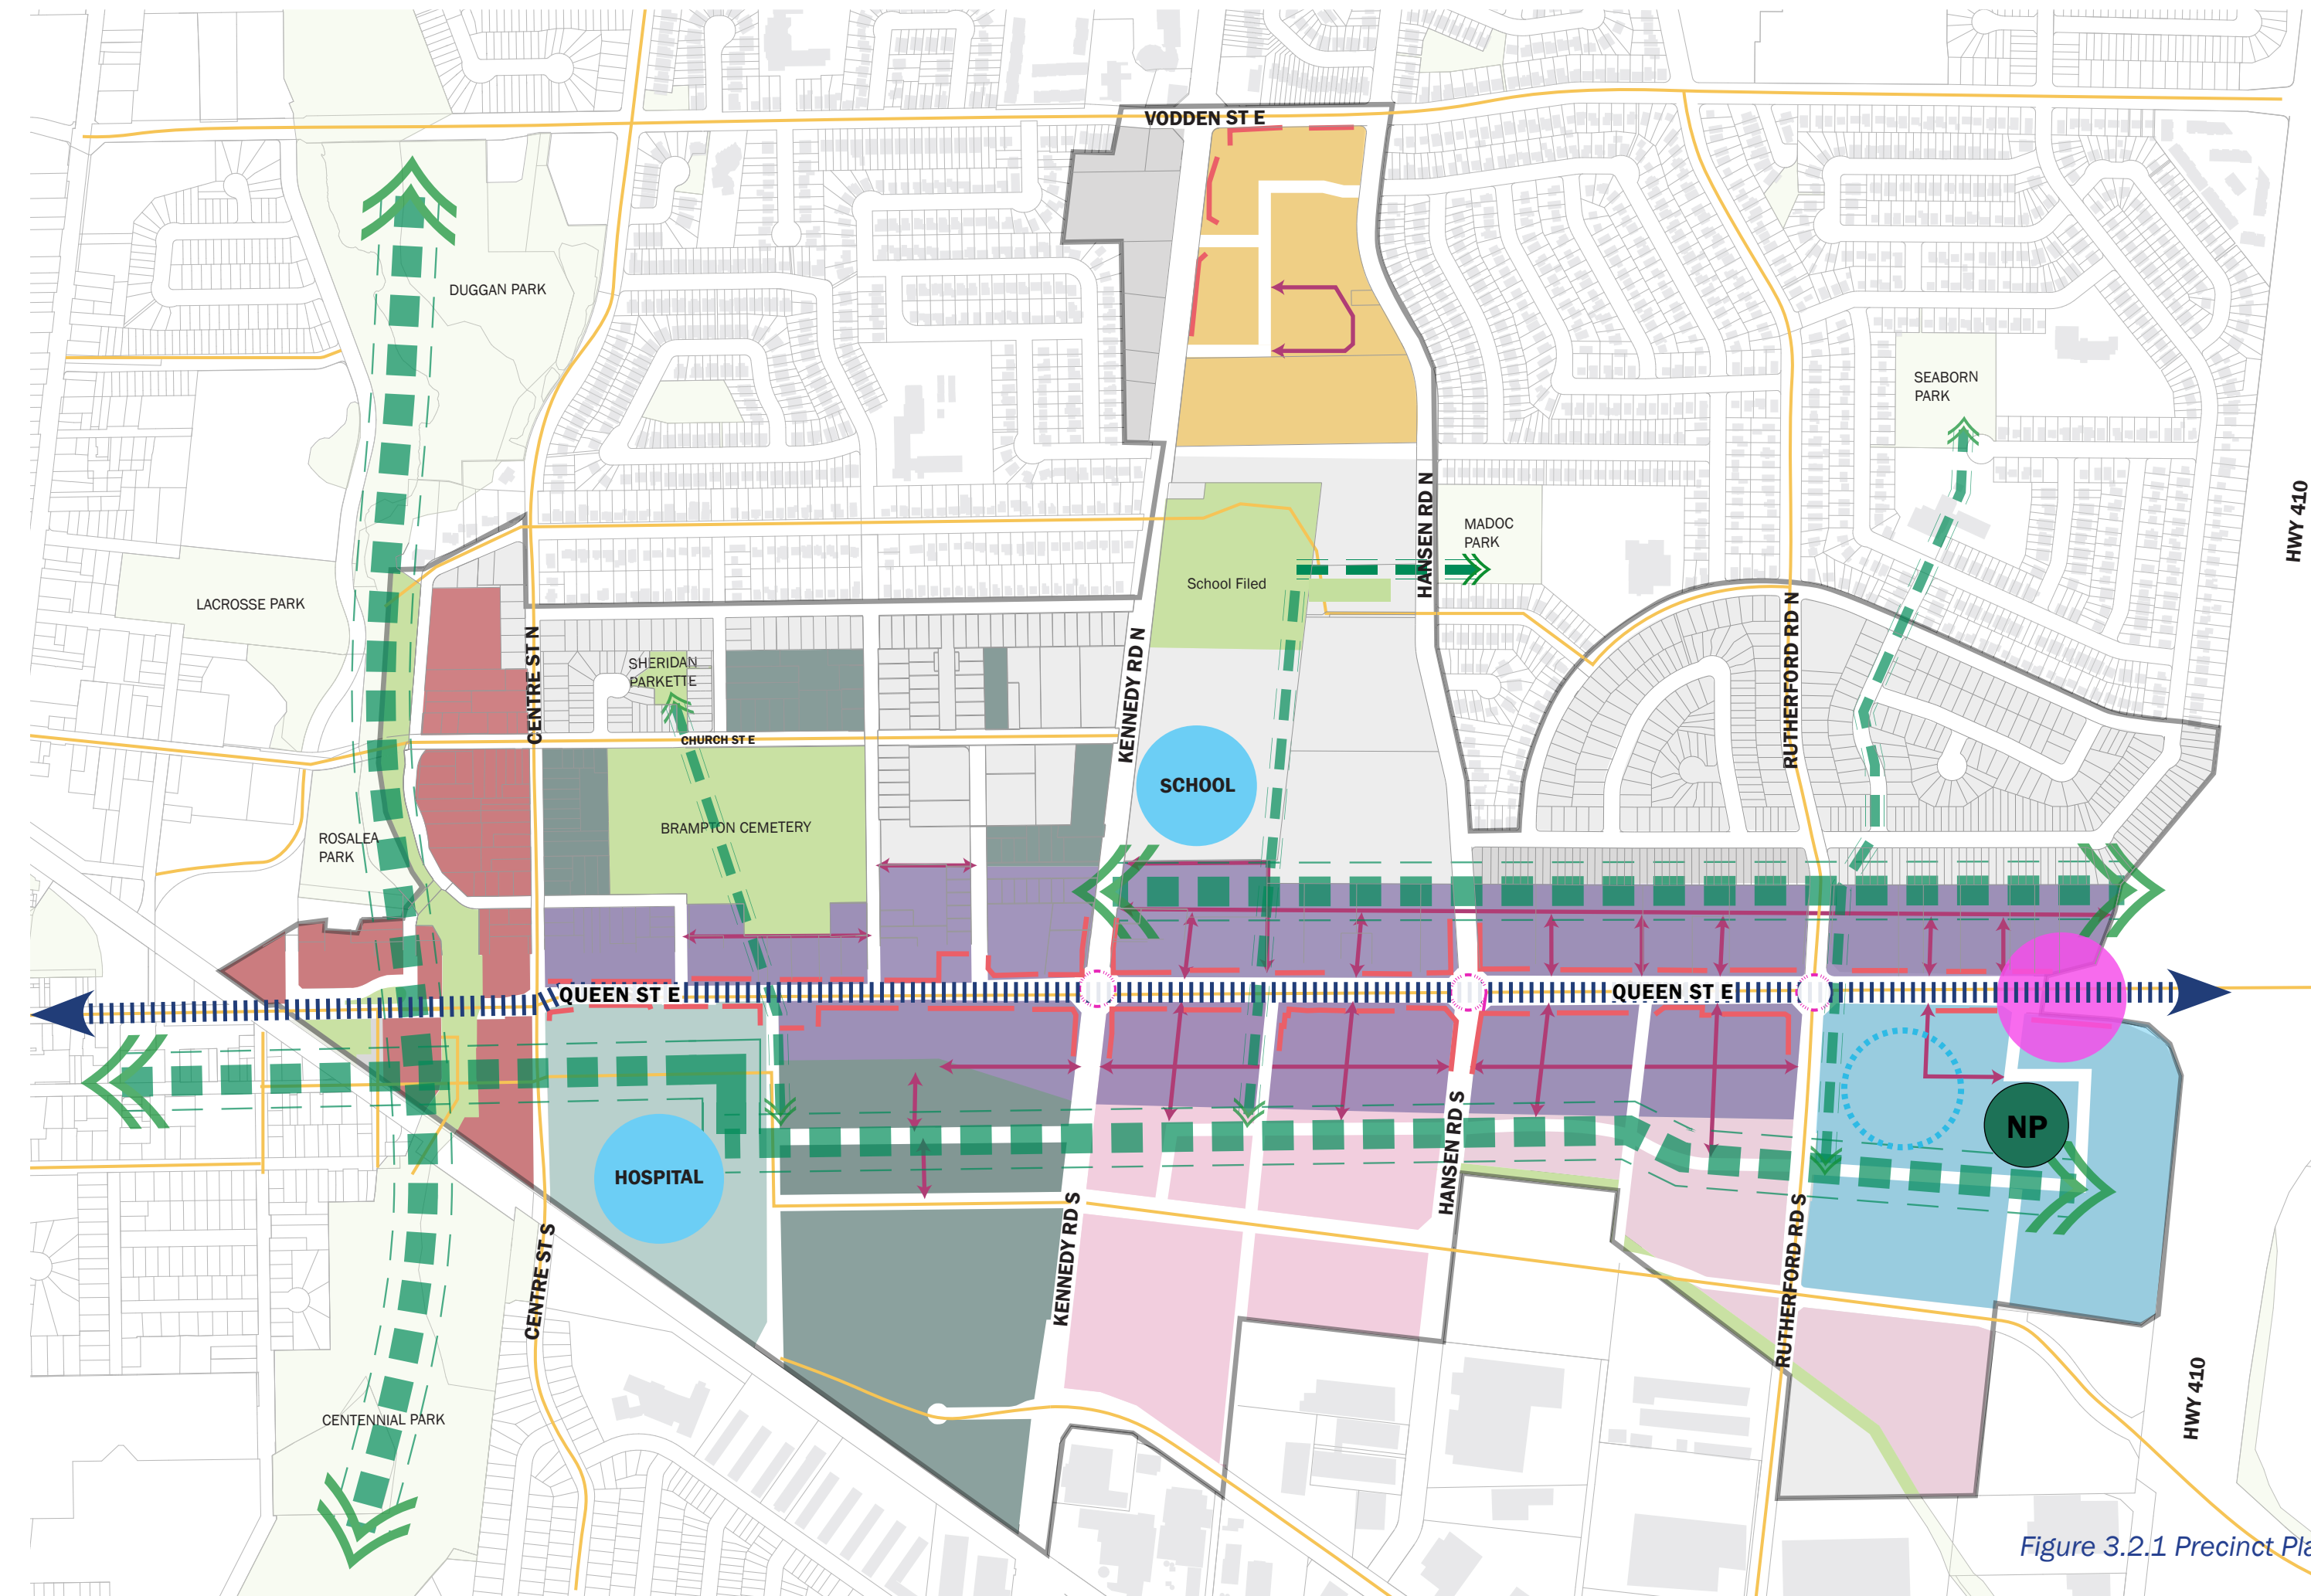 VODDEN ST E
DUGGAN PARK
SEABORN
PARK
HWY 410
HANSEN RD N
MADOC
PARK
School Filed
LACROSSE PARK
CENTRE ST N
SHERIDAN
PARKETTE
KENNEDY RD N
RUTHERFORD RD N
CHURCH ST E
SCHOOL
ROSALEA
PARK
BRAMPTON CEMETERY
QUEEN ST E
QUEEN ST E
NP
HOSPITAL
HANSEN RD S
KENNEDY RD S
RUTHERFORD RD S
CENTRE ST S
CENTENNIAL PARK
HWY 410
Figure 3.2.1 Precinct Pla